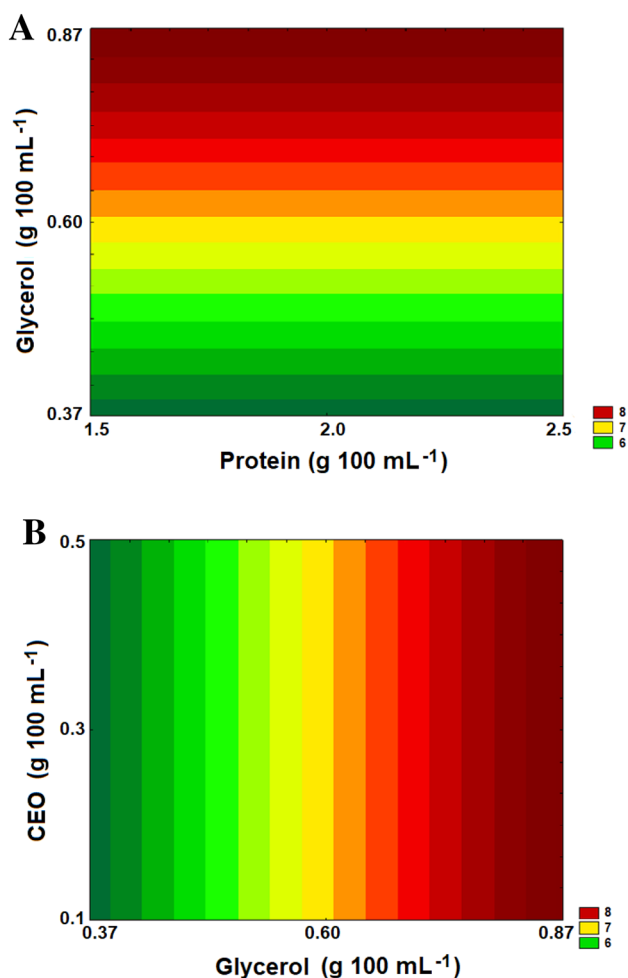 A
0.87
0.60
0.37
Glycerol (g 100 mL⁻¹)
1.5 2.0 2.5
Protein (g 100 mL⁻¹)
8
7
6
B
0.5
0.3
0.1
CEO (g 100 mL⁻¹)
0.37 0.60 0.87
Glycerol (g 100 mL⁻¹)
8
7
6